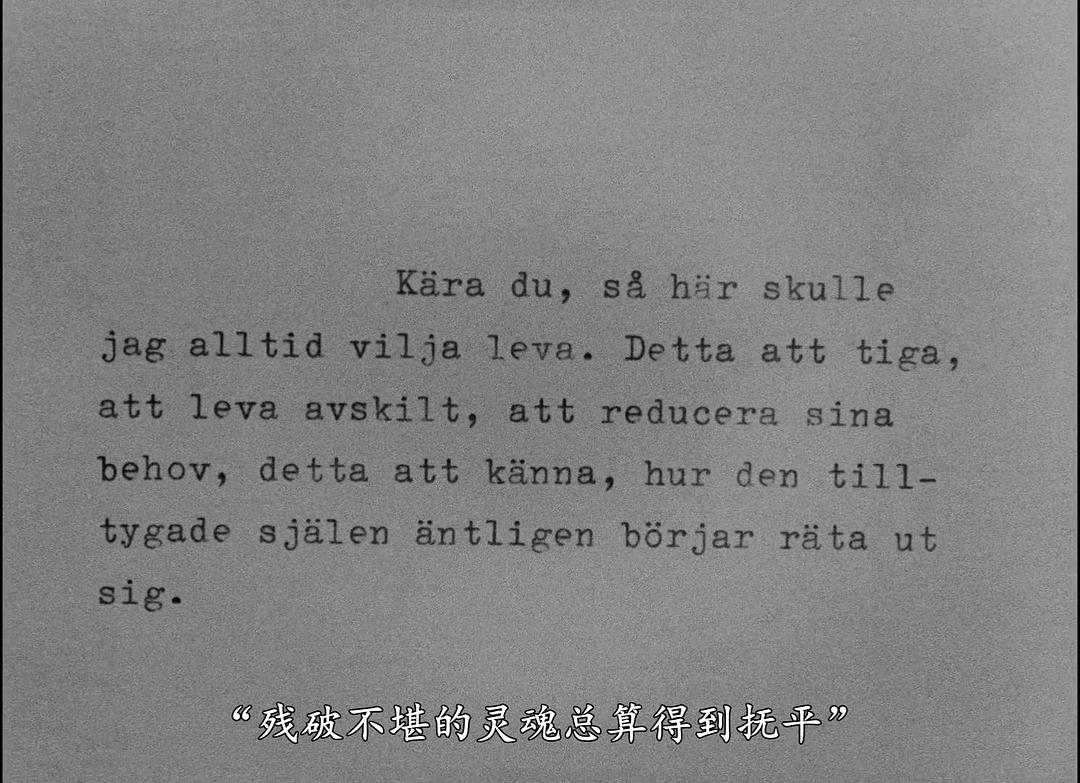 Kära du, så här skulle
jag alltid vilja leva. Detta att tiga,
att leva avskilt, att reducera sina
behov, detta att känna, hur den till-
tygade själen äntligen börjar räta ut
sig.
“残破不堪的灵魂总算得到抚平”